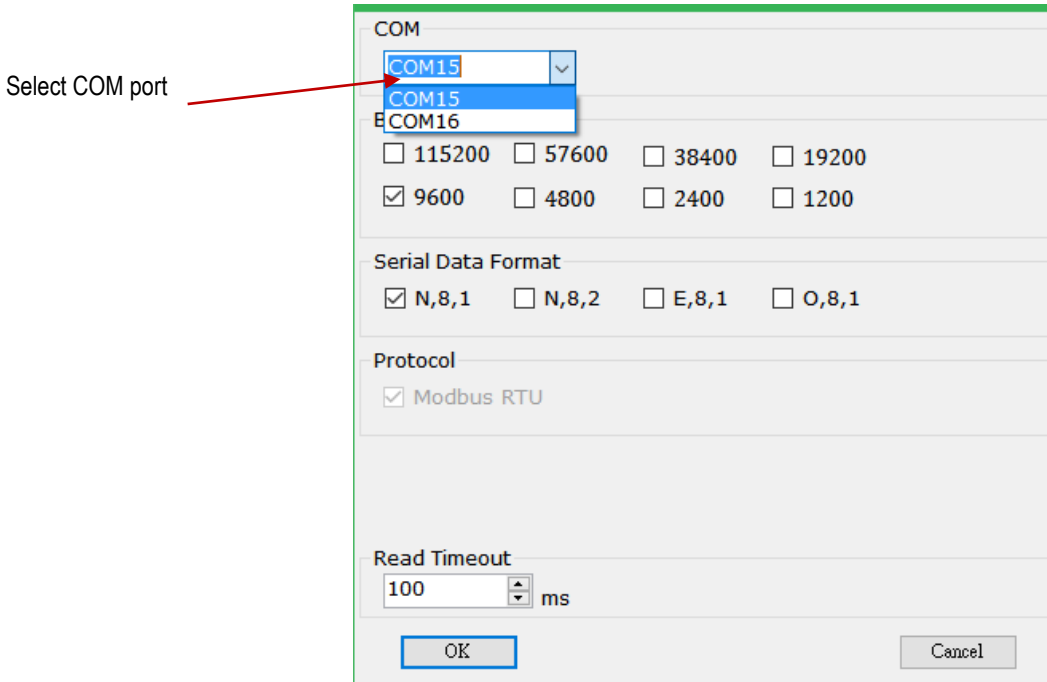 COM
COM15
Select COM port
COM15
COM16
115200 57600 38400 19200
9600 4800 2400 1200
Serial Data Format
N,8,1 N,8,2 E,8,1 O,8,1
Protocol
Modbus RTU
Read Timeout
100 ms
OK Cancel